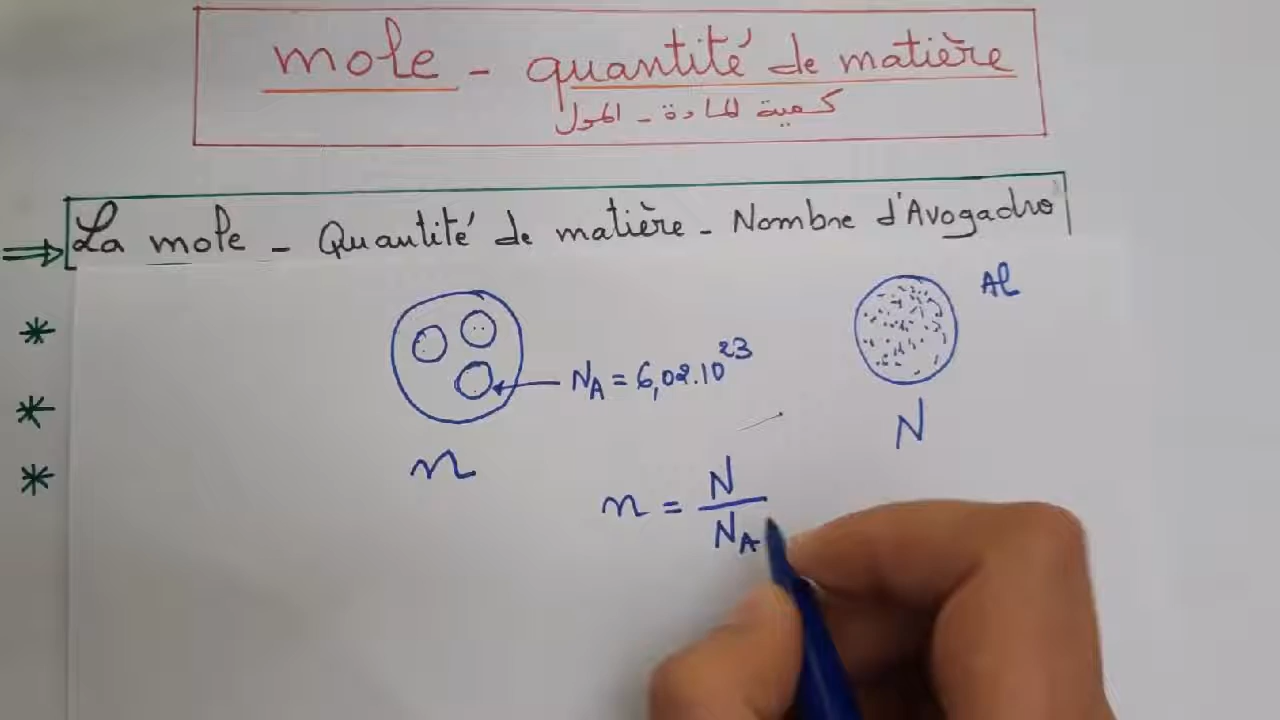 mole - quantité de matière
كمية المادة - المول
La mole - Quantité de matière - Nombre d'Avogadro
Al
N_A = 6,02.10^23
n
N
n = N / N_A